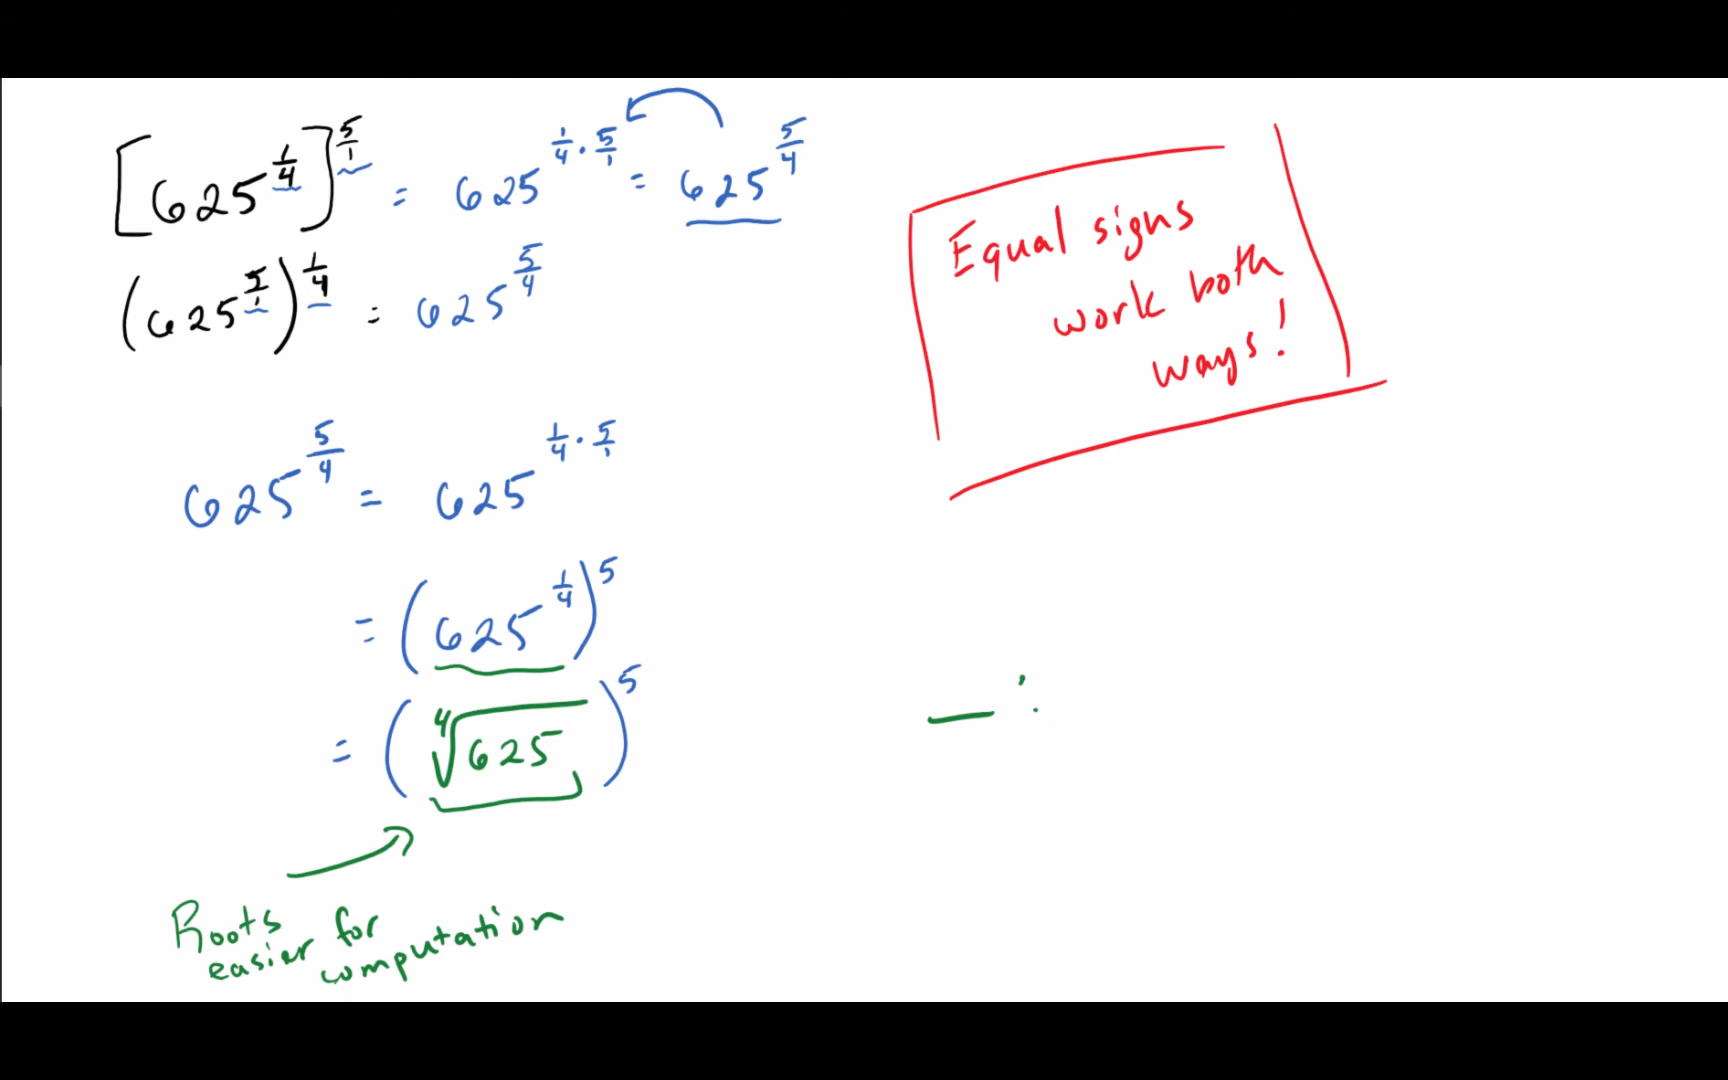 [625^{1/4}]^{5/1} = 625^{1/4 · 5/1} = 625^{5/4}
(625^{5/1})^{1/4} = 625^{5/4}
Equal signs
work both
ways!
625^{5/4} = 625^{1/4 · 5/1}
= (625^{1/4})^5
= (∜625)^5
Roots
easier for
computation